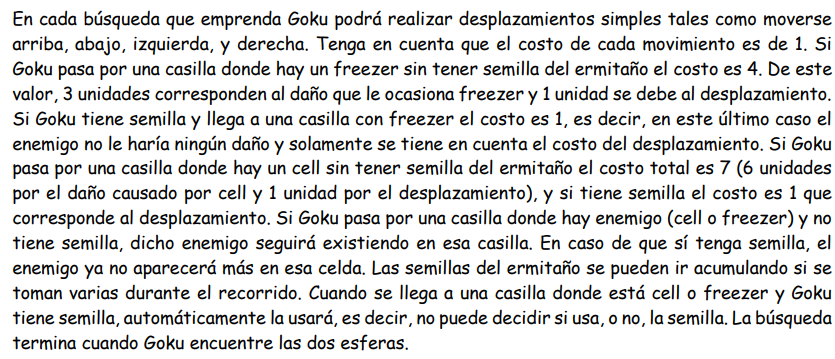 En cada búsqueda que emprenda Goku podrá realizar desplazamientos simples tales como moverse
arriba, abajo, izquierda, y derecha. Tenga en cuenta que el costo de cada movimiento es de 1. Si
Goku pasa por una casilla donde hay un freezer sin tener semilla del ermitaño el costo es 4. De este
valor, 3 unidades corresponden al daño que le ocasiona freezer y 1 unidad se debe al desplazamiento.
Si Goku tiene semilla y llega a una casilla con freezer el costo es 1, es decir, en este último caso el
enemigo no le haría ningún daño y solamente se tiene en cuenta el costo del desplazamiento. Si Goku
pasa por una casilla donde hay un cell sin tener semilla del ermitaño el costo total es 7 (6 unidades
por el daño causado por cell y 1 unidad por el desplazamiento), y si tiene semilla el costo es 1 que
corresponde al desplazamiento. Si Goku pasa por una casilla donde hay enemigo (cell o freezer) y no
tiene semilla, dicho enemigo seguirá existiendo en esa casilla. En caso de que sí tenga semilla, el
enemigo ya no aparecerá más en esa celda. Las semillas del ermitaño se pueden ir acumulando si se
toman varias durante el recorrido. Cuando se llega a una casilla donde está cell o freezer y Goku
tiene semilla, automáticamente la usará, es decir, no puede decidir si usa, o no, la semilla. La búsqueda
termina cuando Goku encuentre las dos esferas.